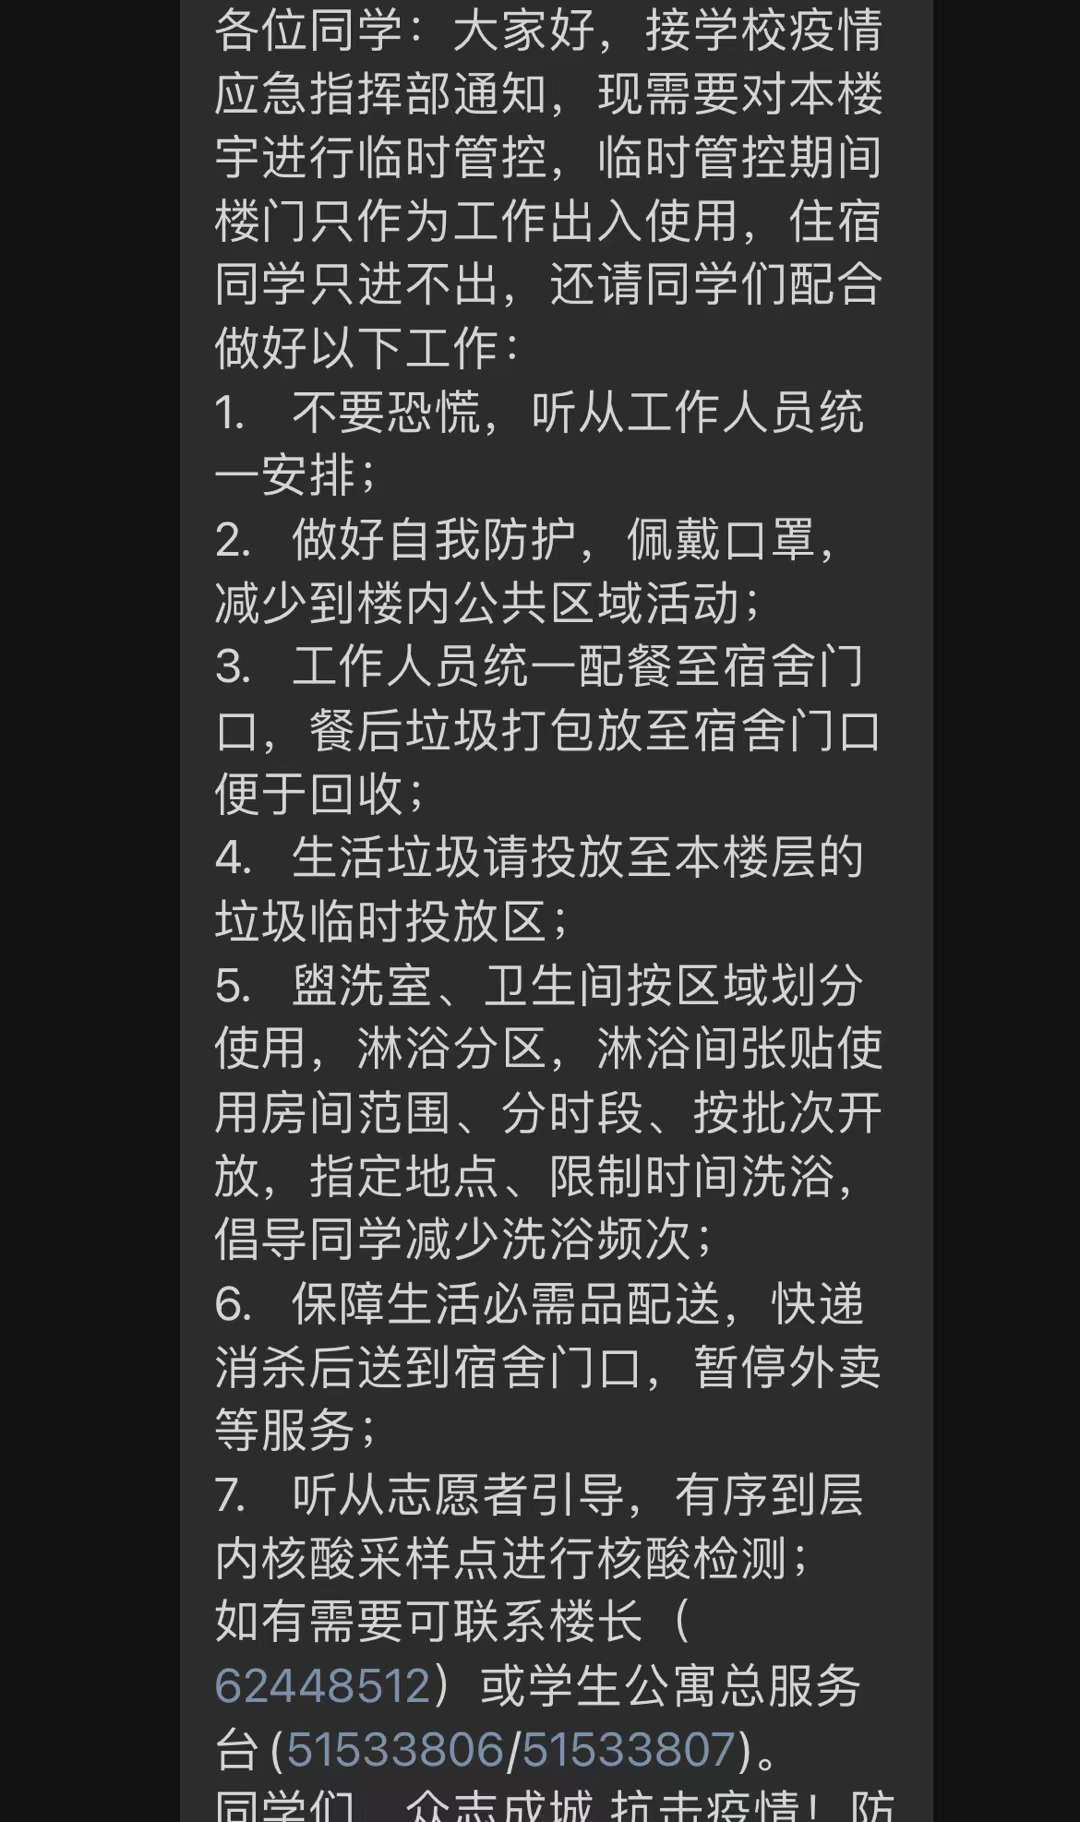 各位同学：大家好，接学校疫情
应急指挥部通知，现需要对本楼
宇进行临时管控，临时管控期间
楼门只作为工作出入使用，住宿
同学只进不出，还请同学们配合
做好以下工作：
1. 不要恐慌，听从工作人员统
一安排；
2. 做好自我防护，佩戴口罩，
减少到楼内公共区域活动；
3. 工作人员统一配餐至宿舍门
口，餐后垃圾打包放至宿舍门口
便于回收；
4. 生活垃圾请投放至本楼层的
垃圾临时投放区；
5. 盥洗室、卫生间按区域划分
使用，淋浴分区，淋浴间张贴使
用房间范围、分时段、按批次开
放，指定地点、限制时间洗浴，
倡导同学减少洗浴频次；
6. 保障生活必需品配送，快递
消杀后送到宿舍门口，暂停外卖
等服务；
7. 听从志愿者引导，有序到层
内核酸采样点进行核酸检测；
如有需要可联系楼长（
62448512）或学生公寓总服务
台(51533806/51533807)。
同学们，众志成城 抗击疫情！防